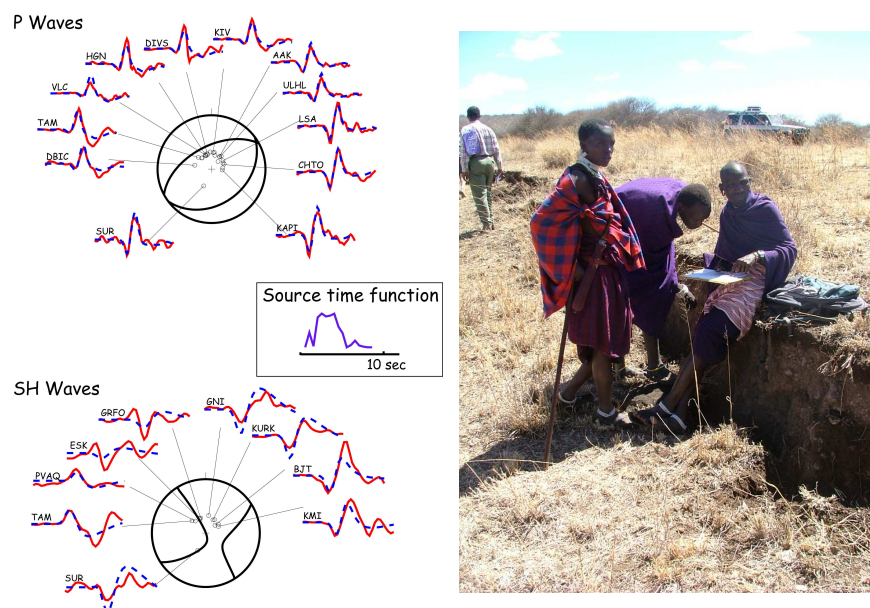 P Waves
KIV
DIVS
HGN
AAK
VLC
ULHL
TAM
LSA
DBIC
CHTO
SUR
KAPI
Source time function
10 sec
SH Waves
GNI
GRFO
KURK
ESK
PVAQ
BJT
TAM
KMI
SUR